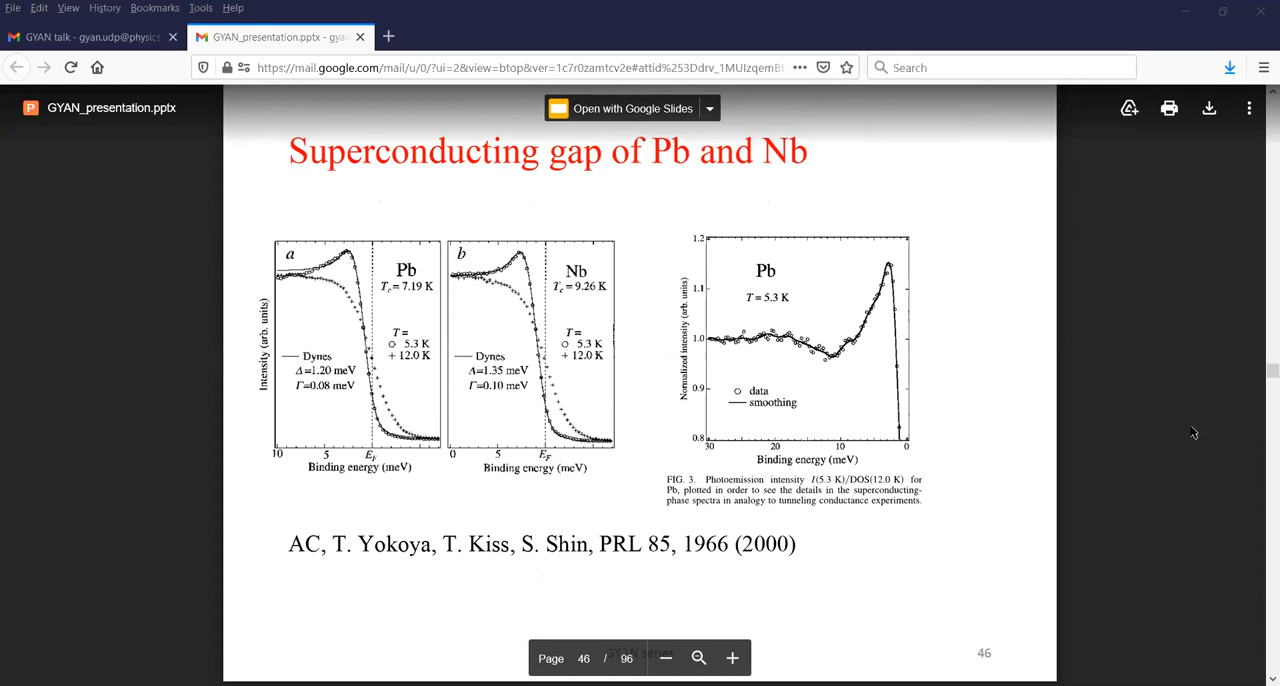 File Edit View History Bookmarks Tools Help
GYAN talk - gyan.udp@physics
GYAN_presentation.pptx - gyan
https://mail.google.com/mail/u/0/?ui=2&view=btop&ver=1c7r0zamtcv2e#attid%253Ddrv_1MUIzqemB
Search
GYAN_presentation.pptx
Open with Google Slides
Superconducting gap of Pb and Nb
a
Pb
Tc = 7.19 K
T =
○ 5.3 K
+ 12.0 K
Dynes
Δ=1.20 meV
Γ=0.08 meV
Intensity (arb. units)
10 5 EF
Binding energy (meV)
b
Nb
Tc = 9.26 K
T =
○ 5.3 K
+ 12.0 K
Dynes
Δ=1.35 meV
Γ=0.10 meV
0 5 EF
Binding energy (meV)
1.2
1.1
1.0
0.9
0.8
Normalized intensity (arb. units)
Pb
T = 5.3 K
○ data
smoothing
30 20 10 0
Binding energy (meV)
FIG. 3. Photoemission intensity I(5.3 K)/DOS(12.0 K) for
Pb, plotted in order to see the details in the superconducting-
phase spectra in analogy to tunneling conductance experiments.
AC, T. Yokoya, T. Kiss, S. Shin, PRL 85, 1966 (2000)
Page 46 / 96
GYAN series
46